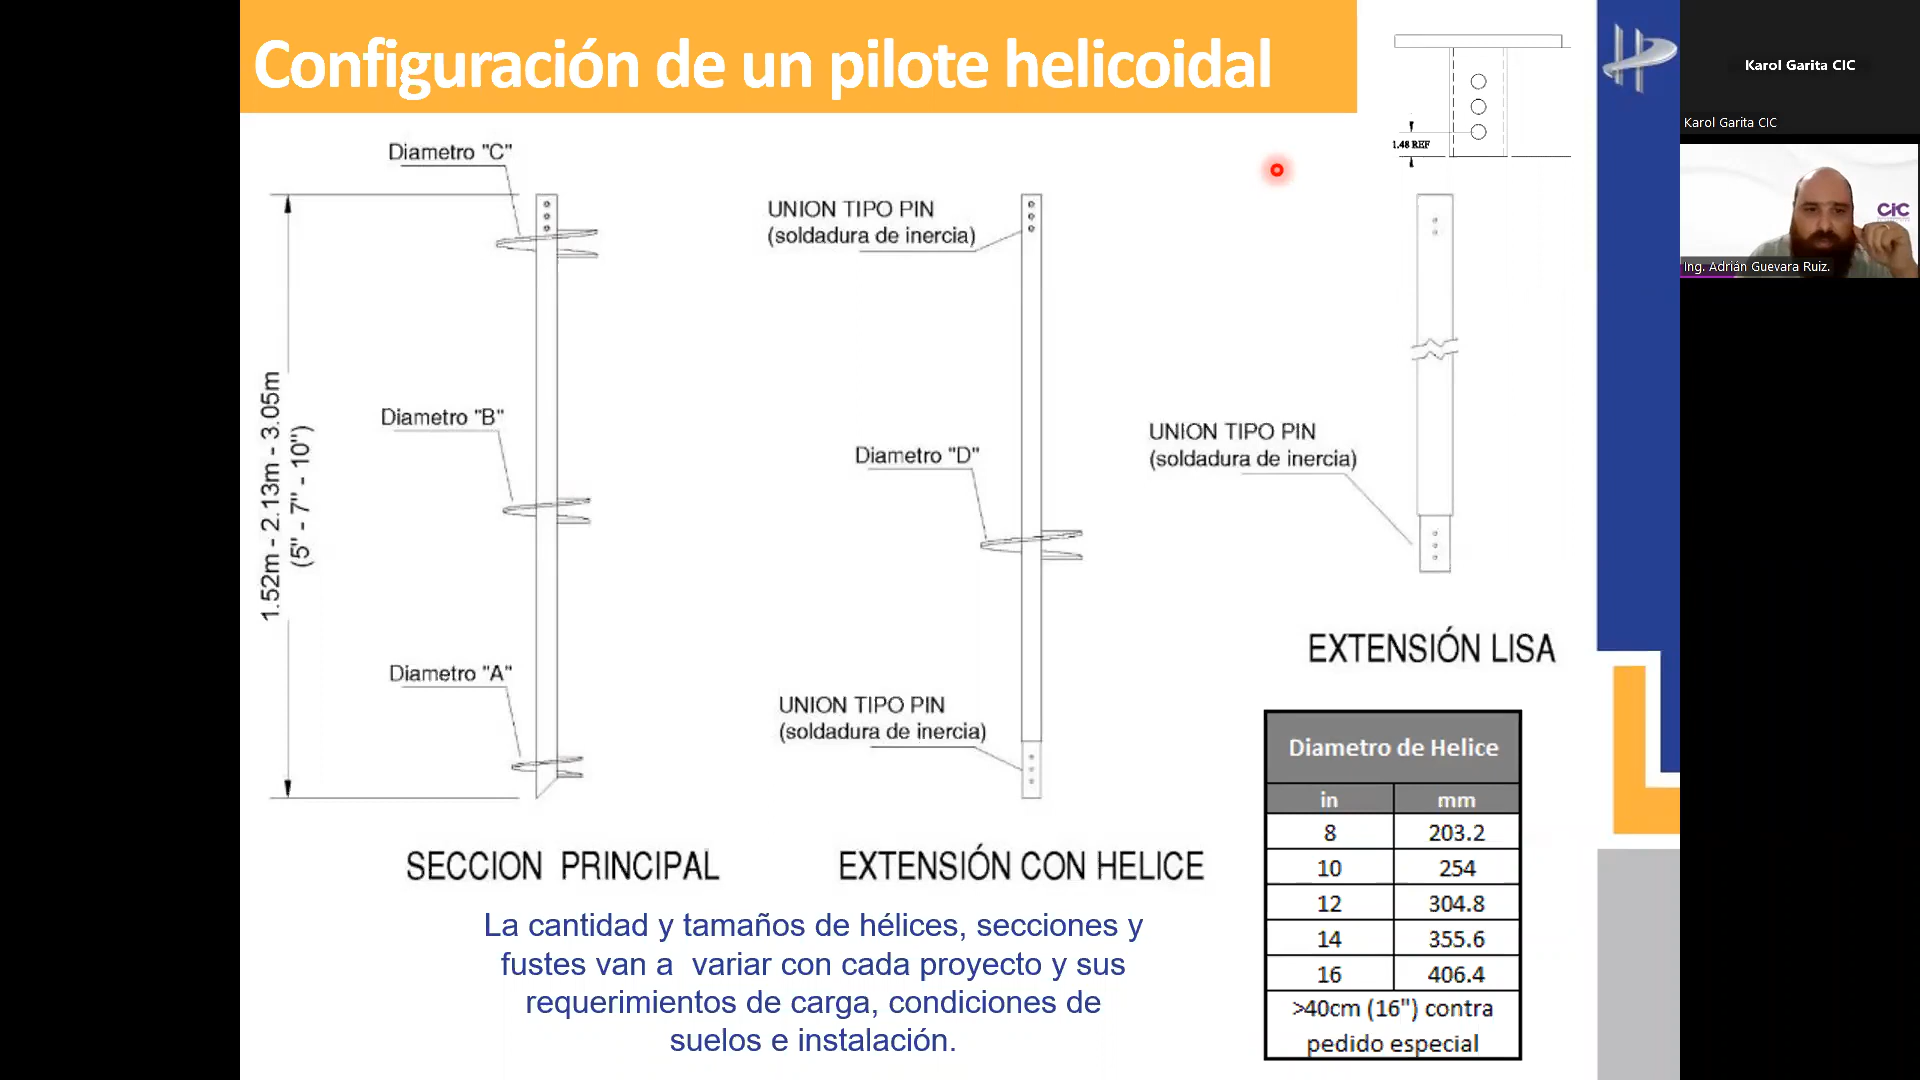 Configuración de un pilote helicoidal
1.48 REF
Karol Garita CIC
Karol Garita CIC
CiC
Ing. Adrián Guevara Ruiz.
Diametro "C"
Diametro "B"
Diametro "A"
1.52m - 2.13m - 3.05m
(5" - 7" - 10")
SECCION PRINCIPAL
UNION TIPO PIN
(soldadura de inercia)
Diametro "D"
UNION TIPO PIN
(soldadura de inercia)
EXTENSIÓN CON HELICE
UNION TIPO PIN
(soldadura de inercia)
EXTENSIÓN LISA
La cantidad y tamaños de hélices, secciones y
fustes van a variar con cada proyecto y sus
requerimientos de carga, condiciones de
suelos e instalación.
Diametro de Helice
in mm
8 203.2
10 254
12 304.8
14 355.6
16 406.4
>40cm (16") contra
pedido especial